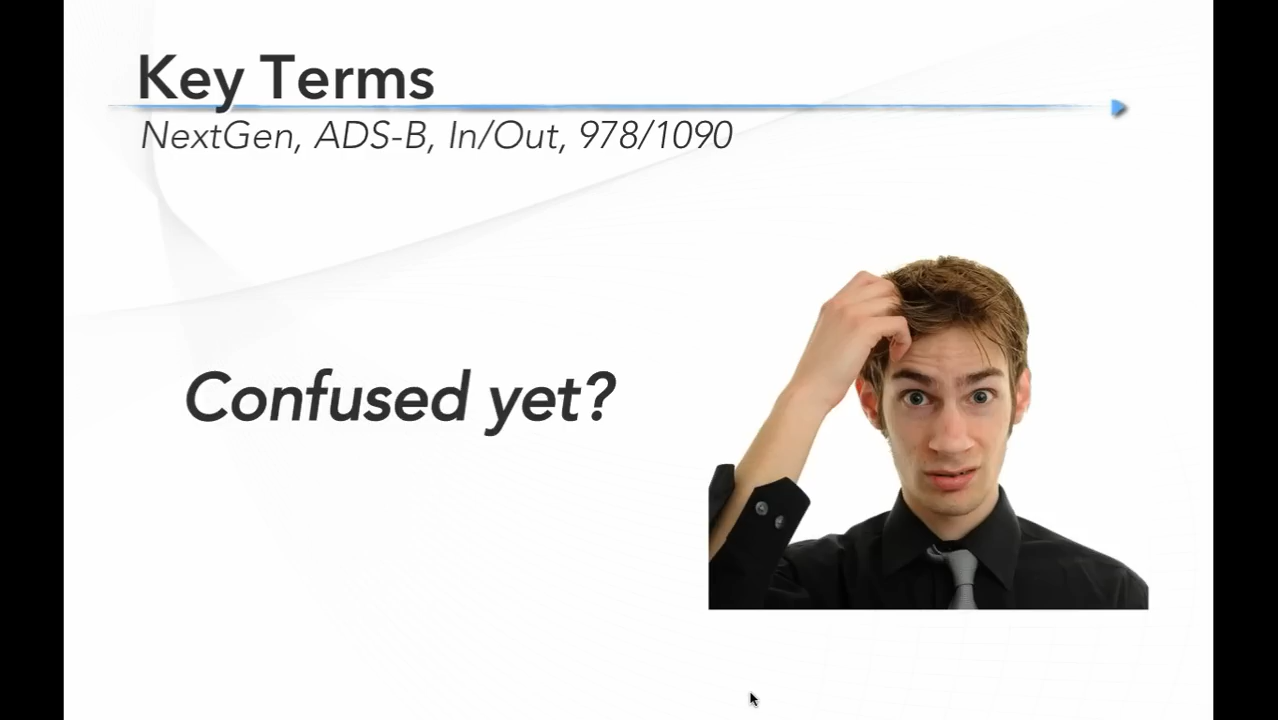 Key Terms
NextGen, ADS-B, In/Out, 978/1090
Confused yet?